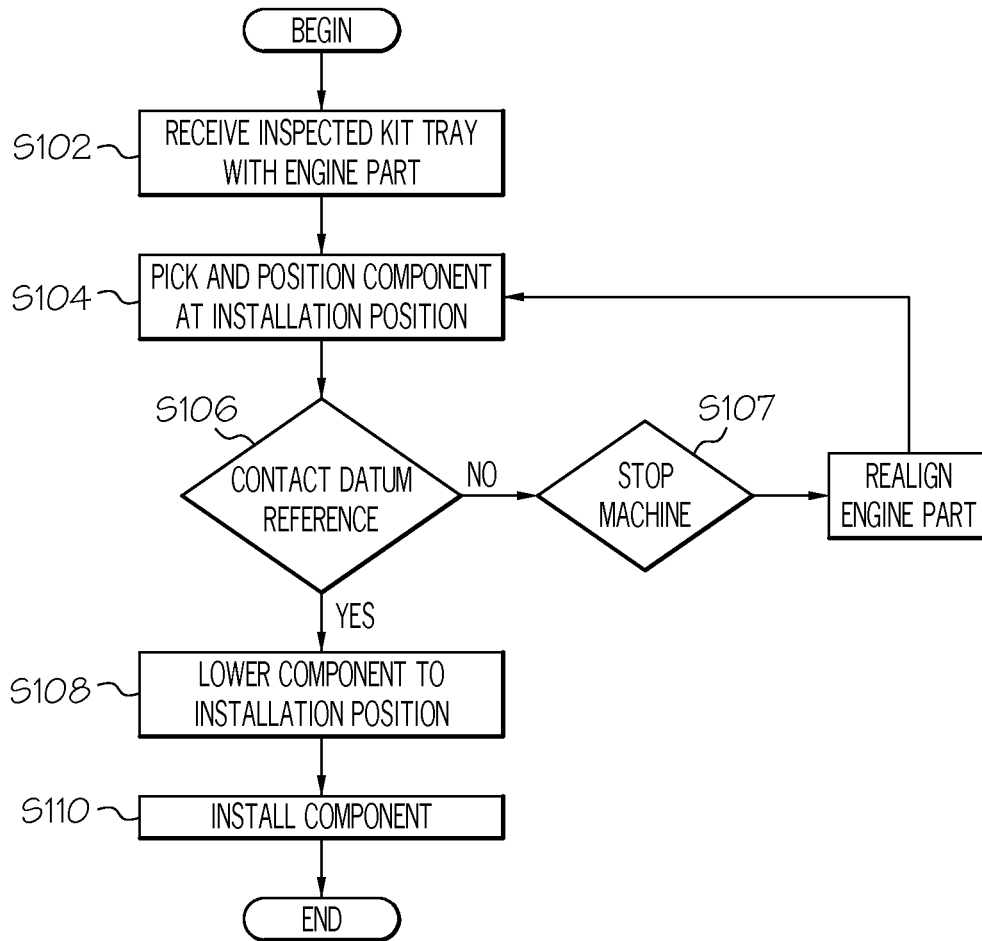 BEGIN
S102
RECEIVE INSPECTED KIT TRAY
WITH ENGINE PART
S104
PICK AND POSITION COMPONENT
AT INSTALLATION POSITION
S106
CONTACT DATUM
REFERENCE
NO
S107
STOP
MACHINE
REALIGN
ENGINE PART
YES
S108
LOWER COMPONENT TO
INSTALLATION POSITION
S110
INSTALL COMPONENT
END